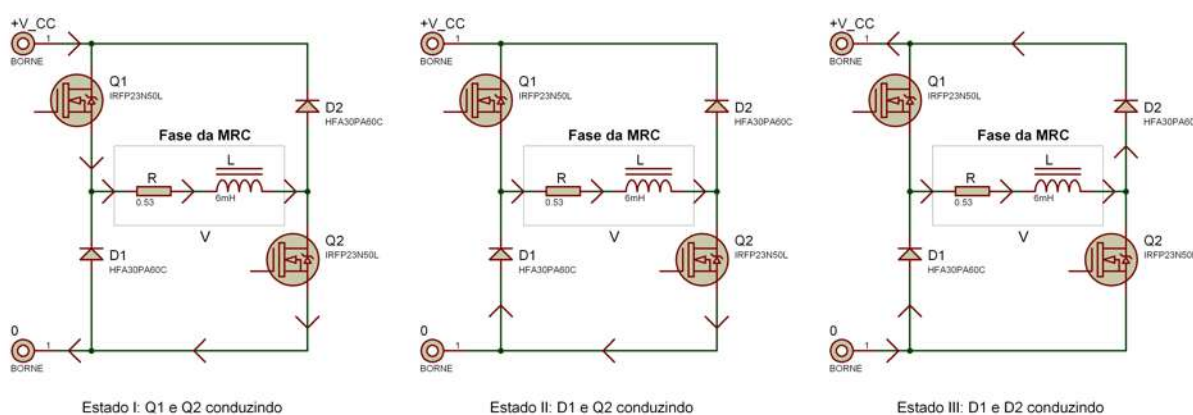 +V_CC
1
BORNE
Q1
IRFP23N50L
D2
HFA30PA60C
Fase da MRC
R
0.53
L
6mH
V
D1
HFA30PA60C
Q2
IRFP23N50L
0
1
BORNE
Estado I: Q1 e Q2 conduzindo
+V_CC
1
BORNE
Q1
IRFP23N50L
D2
HFA30PA60C
Fase da MRC
R
0.53
L
6mH
V
D1
HFA30PA60C
Q2
IRFP23N50L
0
1
BORNE
Estado II: D1 e Q2 conduzindo
+V_CC
1
BORNE
Q1
IRFP23N50L
D2
HFA30PA60C
Fase da MRC
R
0.53
L
6mH
V
D1
HFA30PA60C
Q2
IRFP23N50L
0
1
BORNE
Estado III: D1 e D2 conduzindo